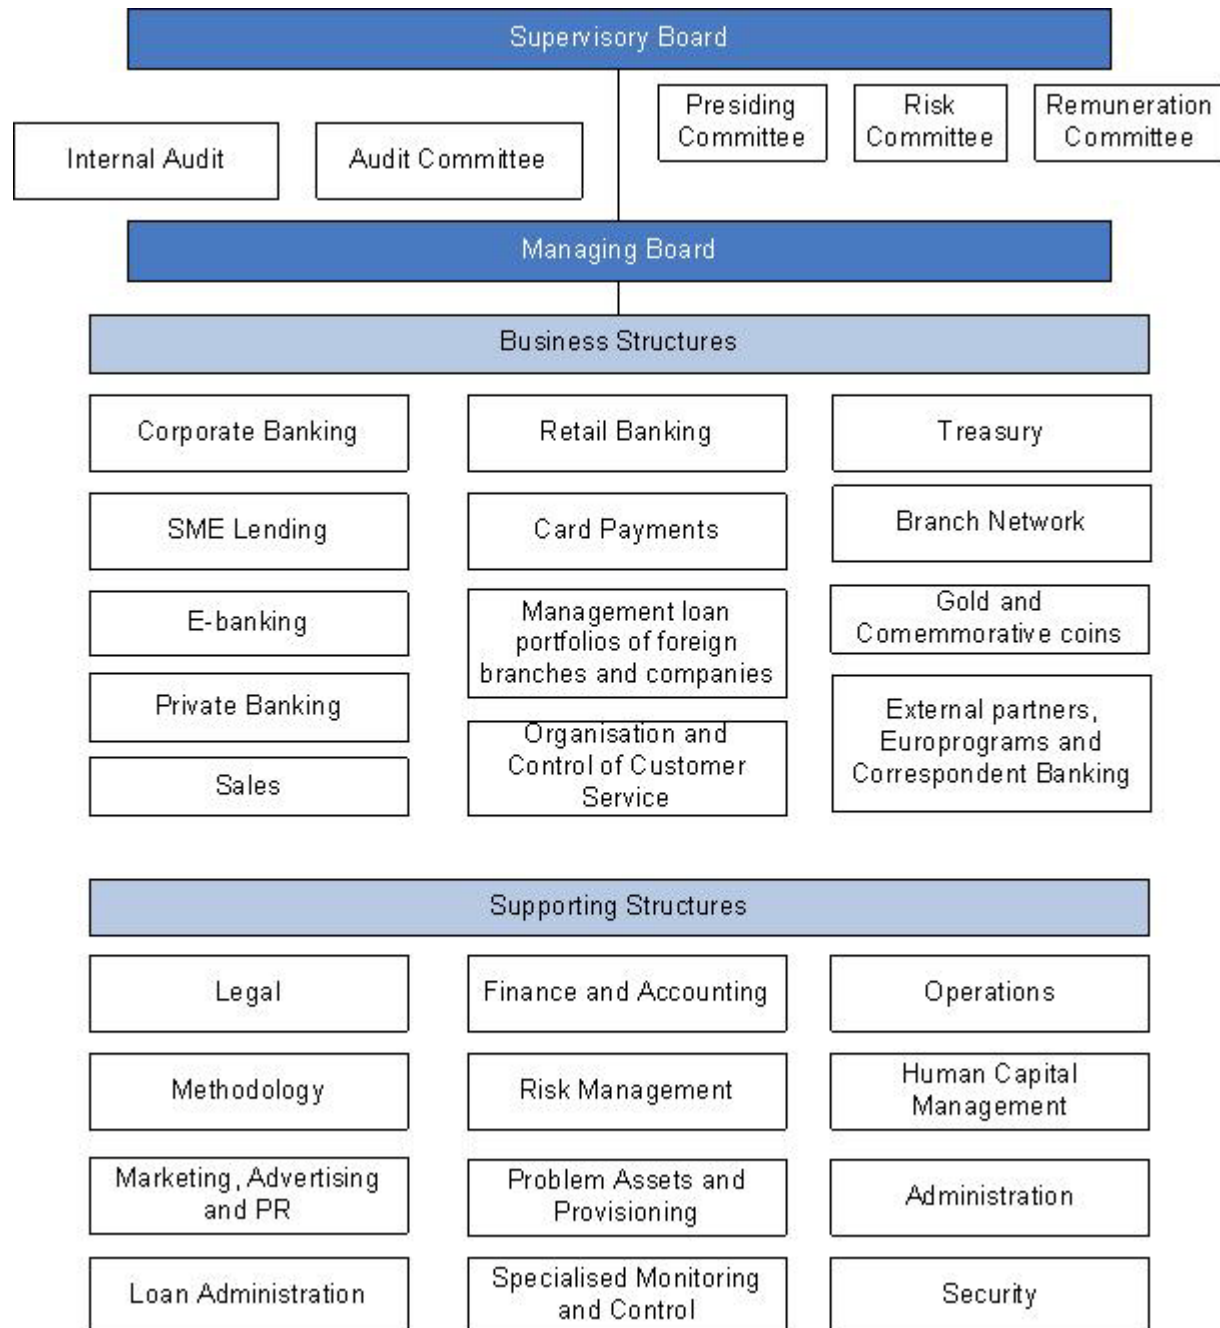 Supervisory Board
Presiding
Committee
Risk
Committee
Remuneration
Committee
Internal Audit
Audit Committee
Managing Board
Business Structures
Corporate Banking
Retail Banking
Treasury
SME Lending
Card Payments
Branch Network
E-banking
Management loan
portfolios of foreign
branches and companies
Gold and
Comemmorative coins
Private Banking
Organisation and
Control of Customer
Service
External partners,
Europrograms and
Correspondent Banking
Sales
Supporting Structures
Legal
Finance and Accounting
Operations
Methodology
Risk Management
Human Capital
Management
Marketing, Advertising
and PR
Problem Assets and
Provisioning
Administration
Loan Administration
Specialised Monitoring
and Control
Security